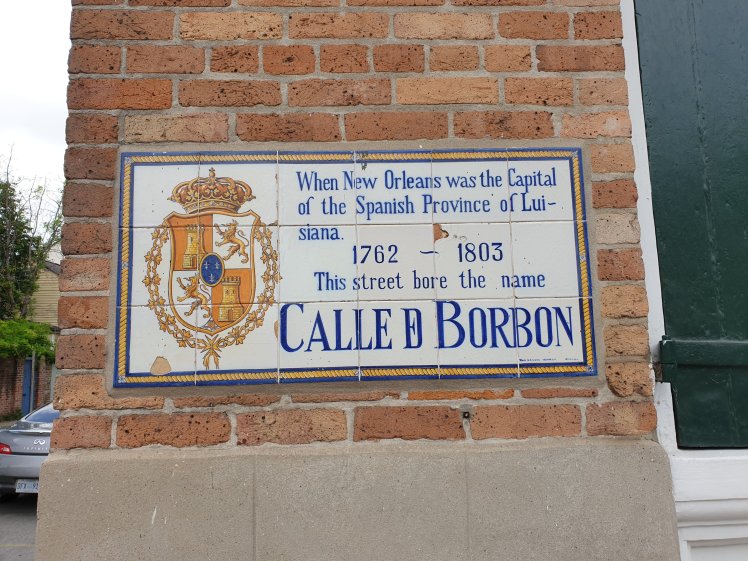 When New Orleans was the Capital
of the Spanish Province of Lui-
siana.
1762 ~ 1803
This street bore the name
CALLE D BORBON
INFINITI